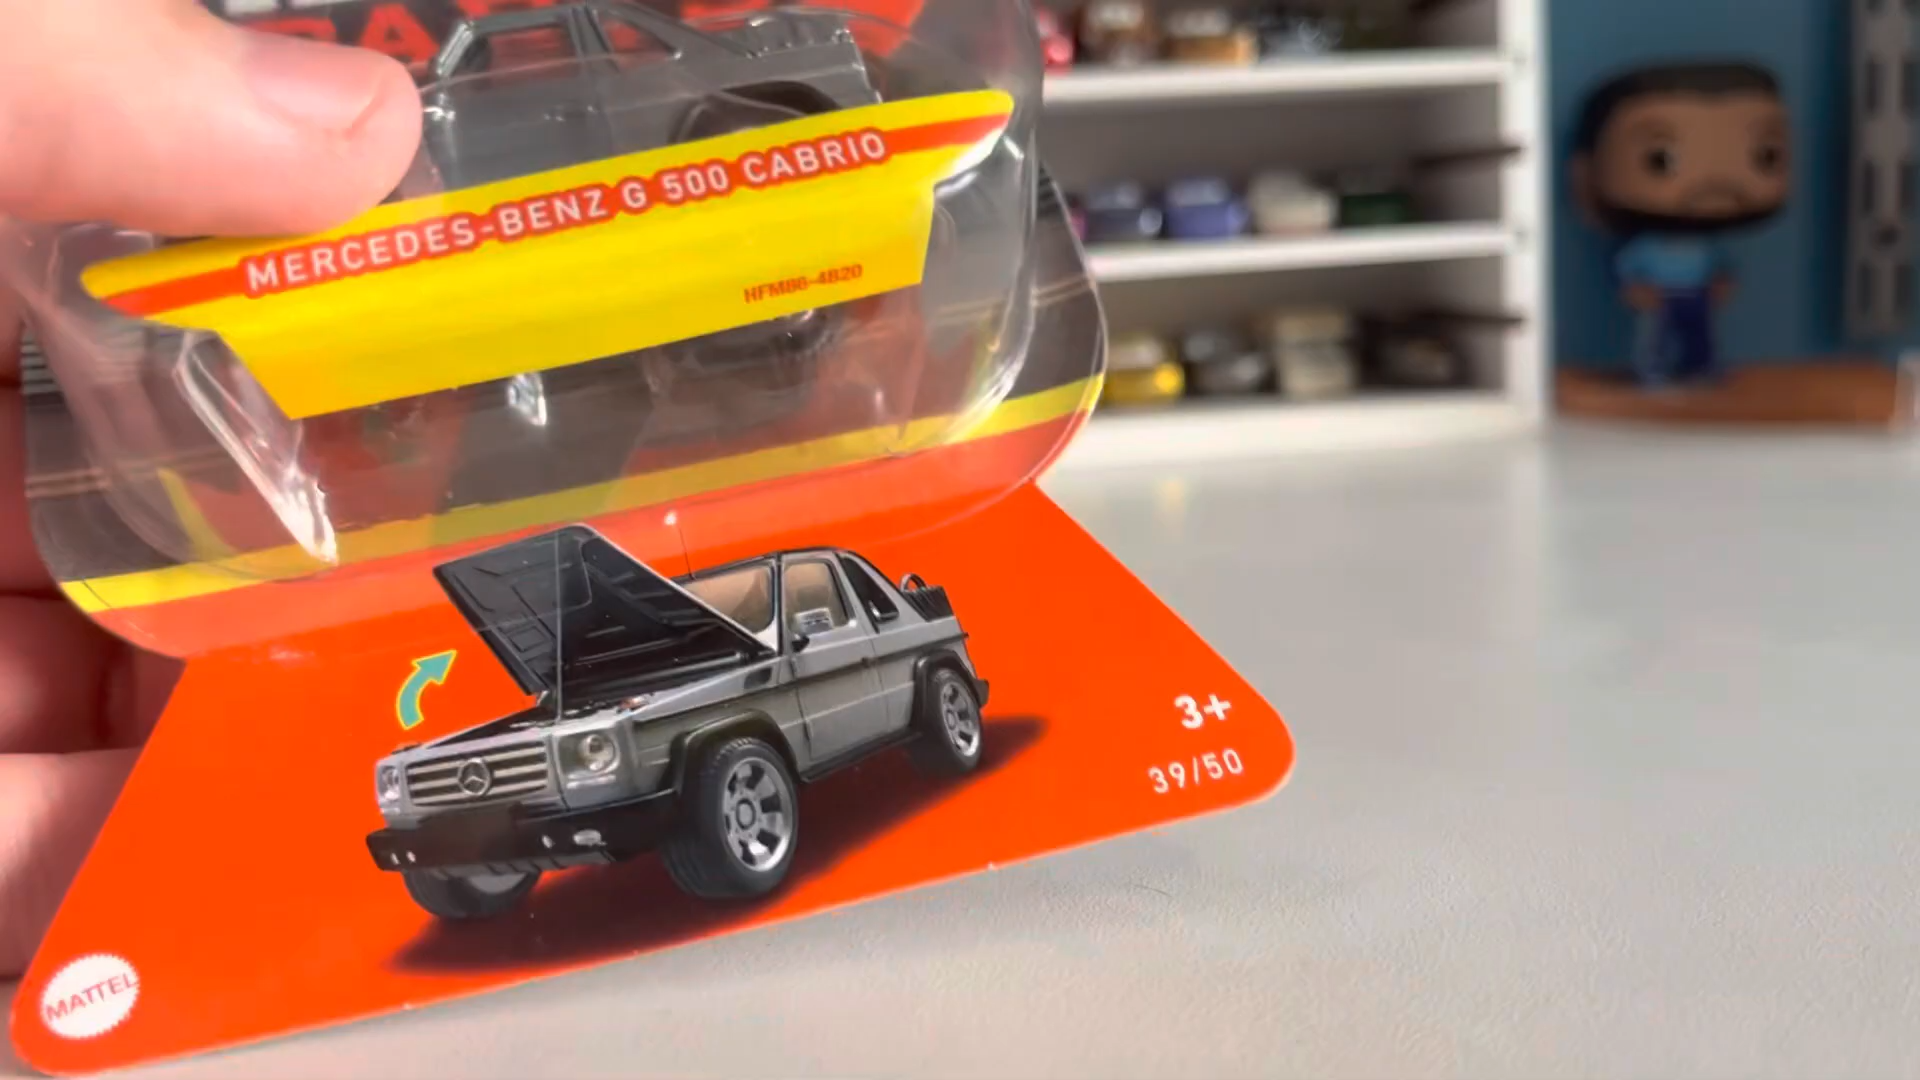 MERCEDES-BENZ G 500 CABRIO
HFM86-4B20
3+
39/50
MATTEL